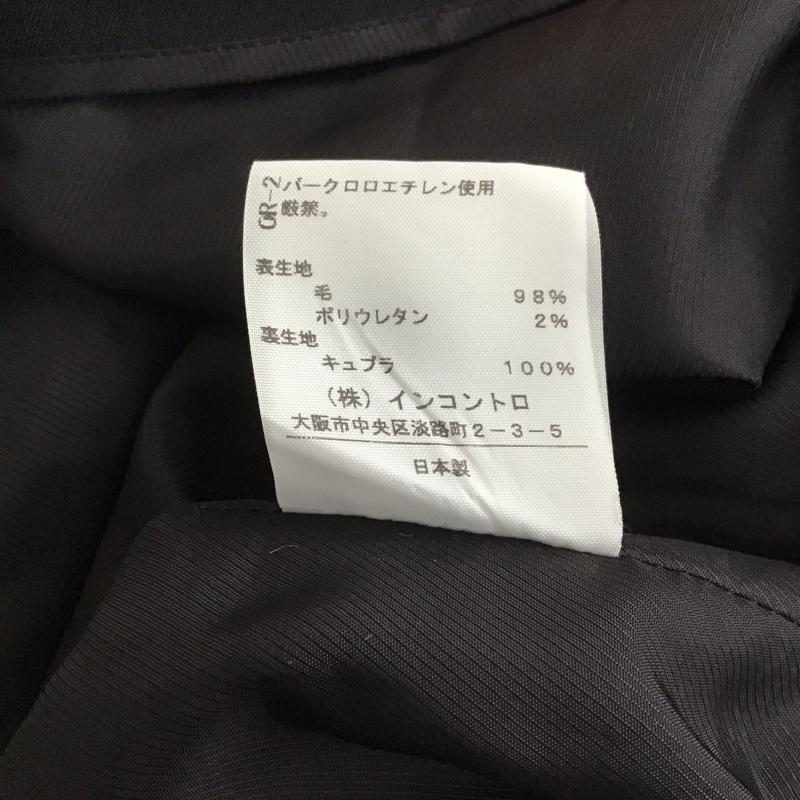 GR-2
パークロロエチレン使用
厳禁。
表生地
毛 98%
ポリウレタン 2%
裏生地
キュプラ 100%
(株)インコントロ
大阪市中央区淡路町2-3-5
日本製